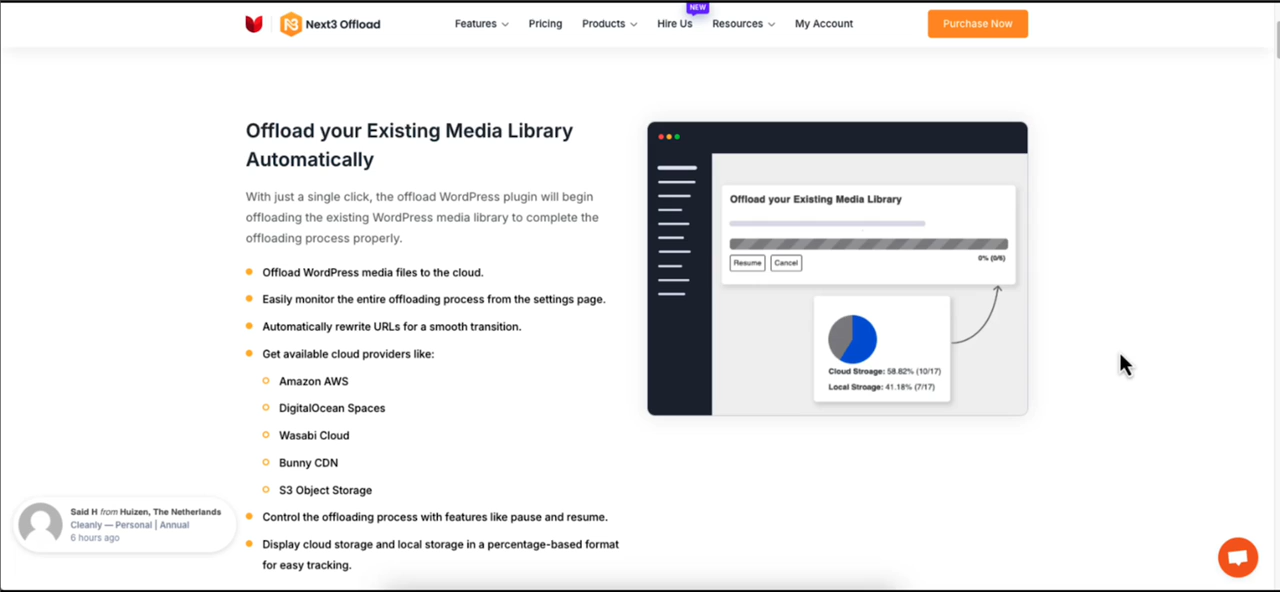 NEW
N3 Next3 Offload
Features
Pricing
Products
Hire Us
Resources
My Account
Purchase Now
Offload your Existing Media Library
Automatically
With just a single click, the offload WordPress plugin will begin
offloading the existing WordPress media library to complete the
offloading process properly.
Offload WordPress media files to the cloud.
Easily monitor the entire offloading process from the settings page.
Automatically rewrite URLs for a smooth transition.
Get available cloud providers like:
Amazon AWS
DigitalOcean Spaces
Wasabi Cloud
Bunny CDN
S3 Object Storage
Control the offloading process with features like pause and resume.
Display cloud storage and local storage in a percentage-based format
for easy tracking.
Offload your Existing Media Library
Resume
Cancel
0% (0/6)
Cloud Stroage: 58.82% (10/17)
Local Stroage: 41.18% (7/17)
Said H from Huizen, The Netherlands
Cleanly — Personal | Annual
6 hours ago